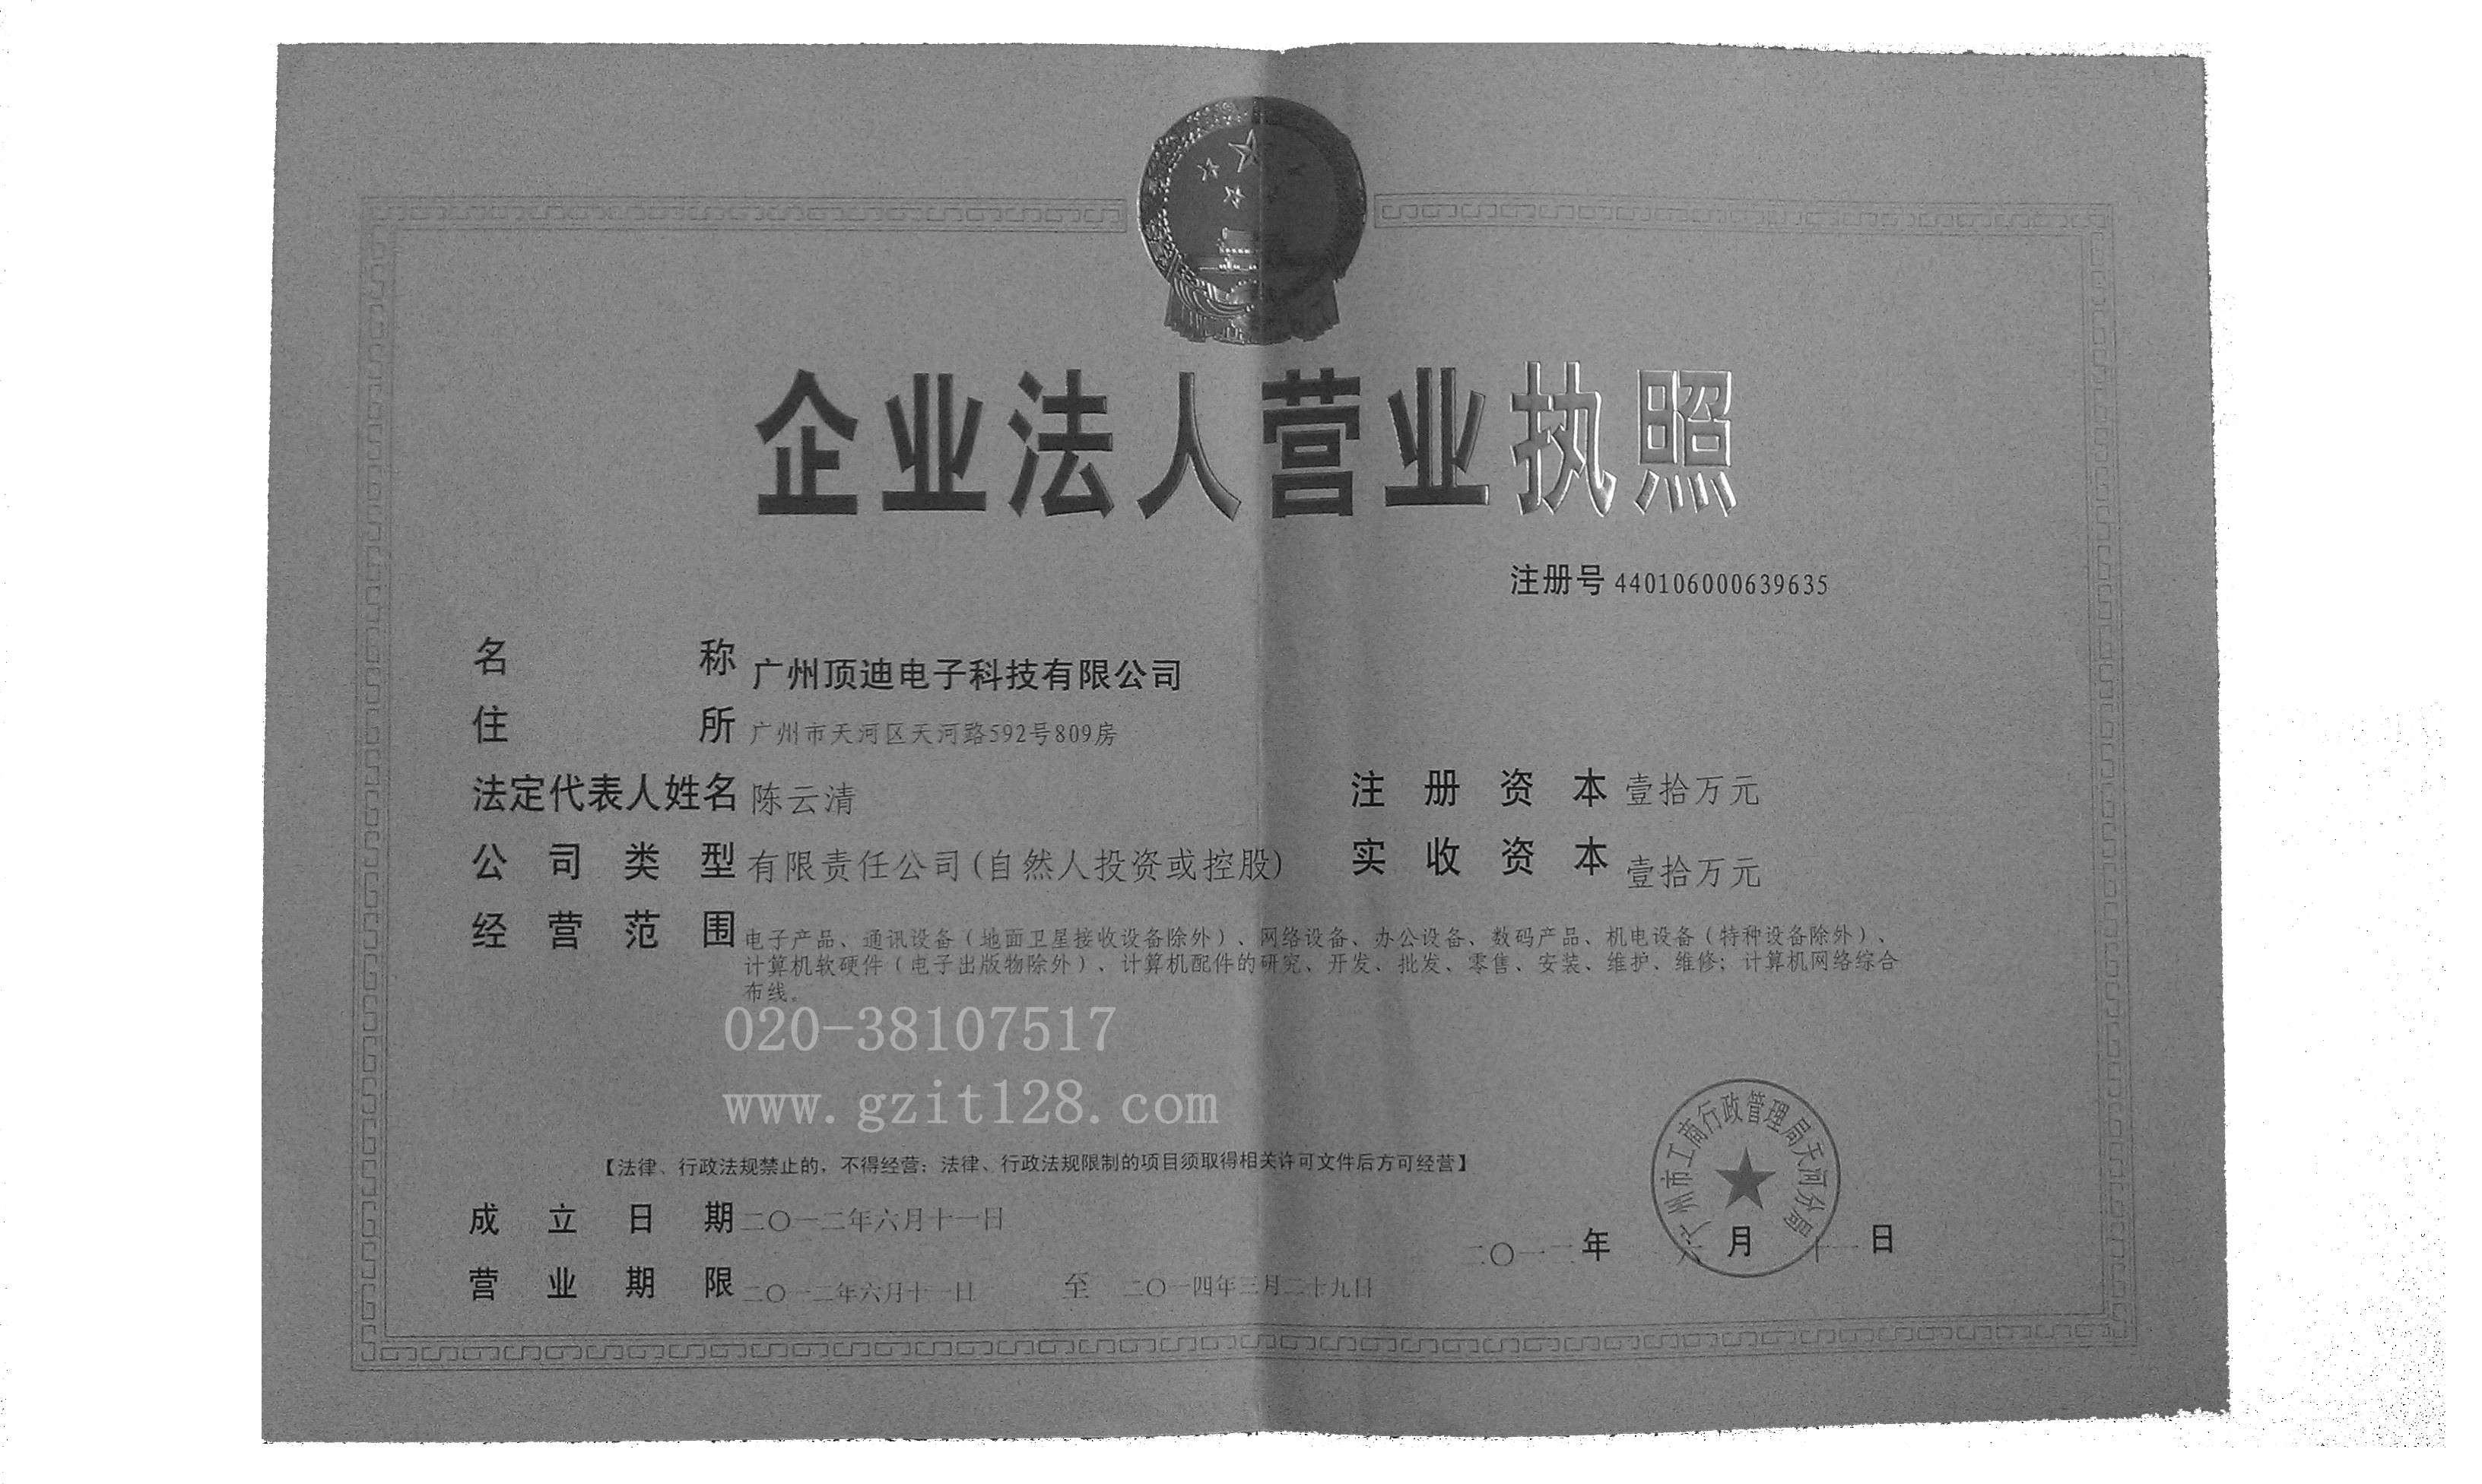 企业法人营业执照
注册号 440106000639635
名称 广州顶迪电子科技有限公司
住所 广州市天河区天河路592号809房
法定代表人姓名 陈云清
注册资本 壹拾万元
公司类型 有限责任公司(自然人投资或控股)
实收资本 壹拾万元
经营范围 电子产品、通讯设备（地面卫星接收设备除外）、网络设备、办公设备、数码产品、机电设备（特种设备除外）、
计算机软硬件（电子出版物除外）、计算机配件的研究、开发、批发、零售、安装、维护、维修；计算机网络综合
布线。
020-38107517
www.gzit128.com
【法律、行政法规禁止的，不得经营；法律、行政法规限制的项目须取得相关许可文件后方可经营】
广州市工商行政管理局天河分局
成立日期 二〇一二年六月十一日
二〇一二年 六月 十一日
营业期限 二〇一二年六月十一日 至 二〇一四年三月二十九日